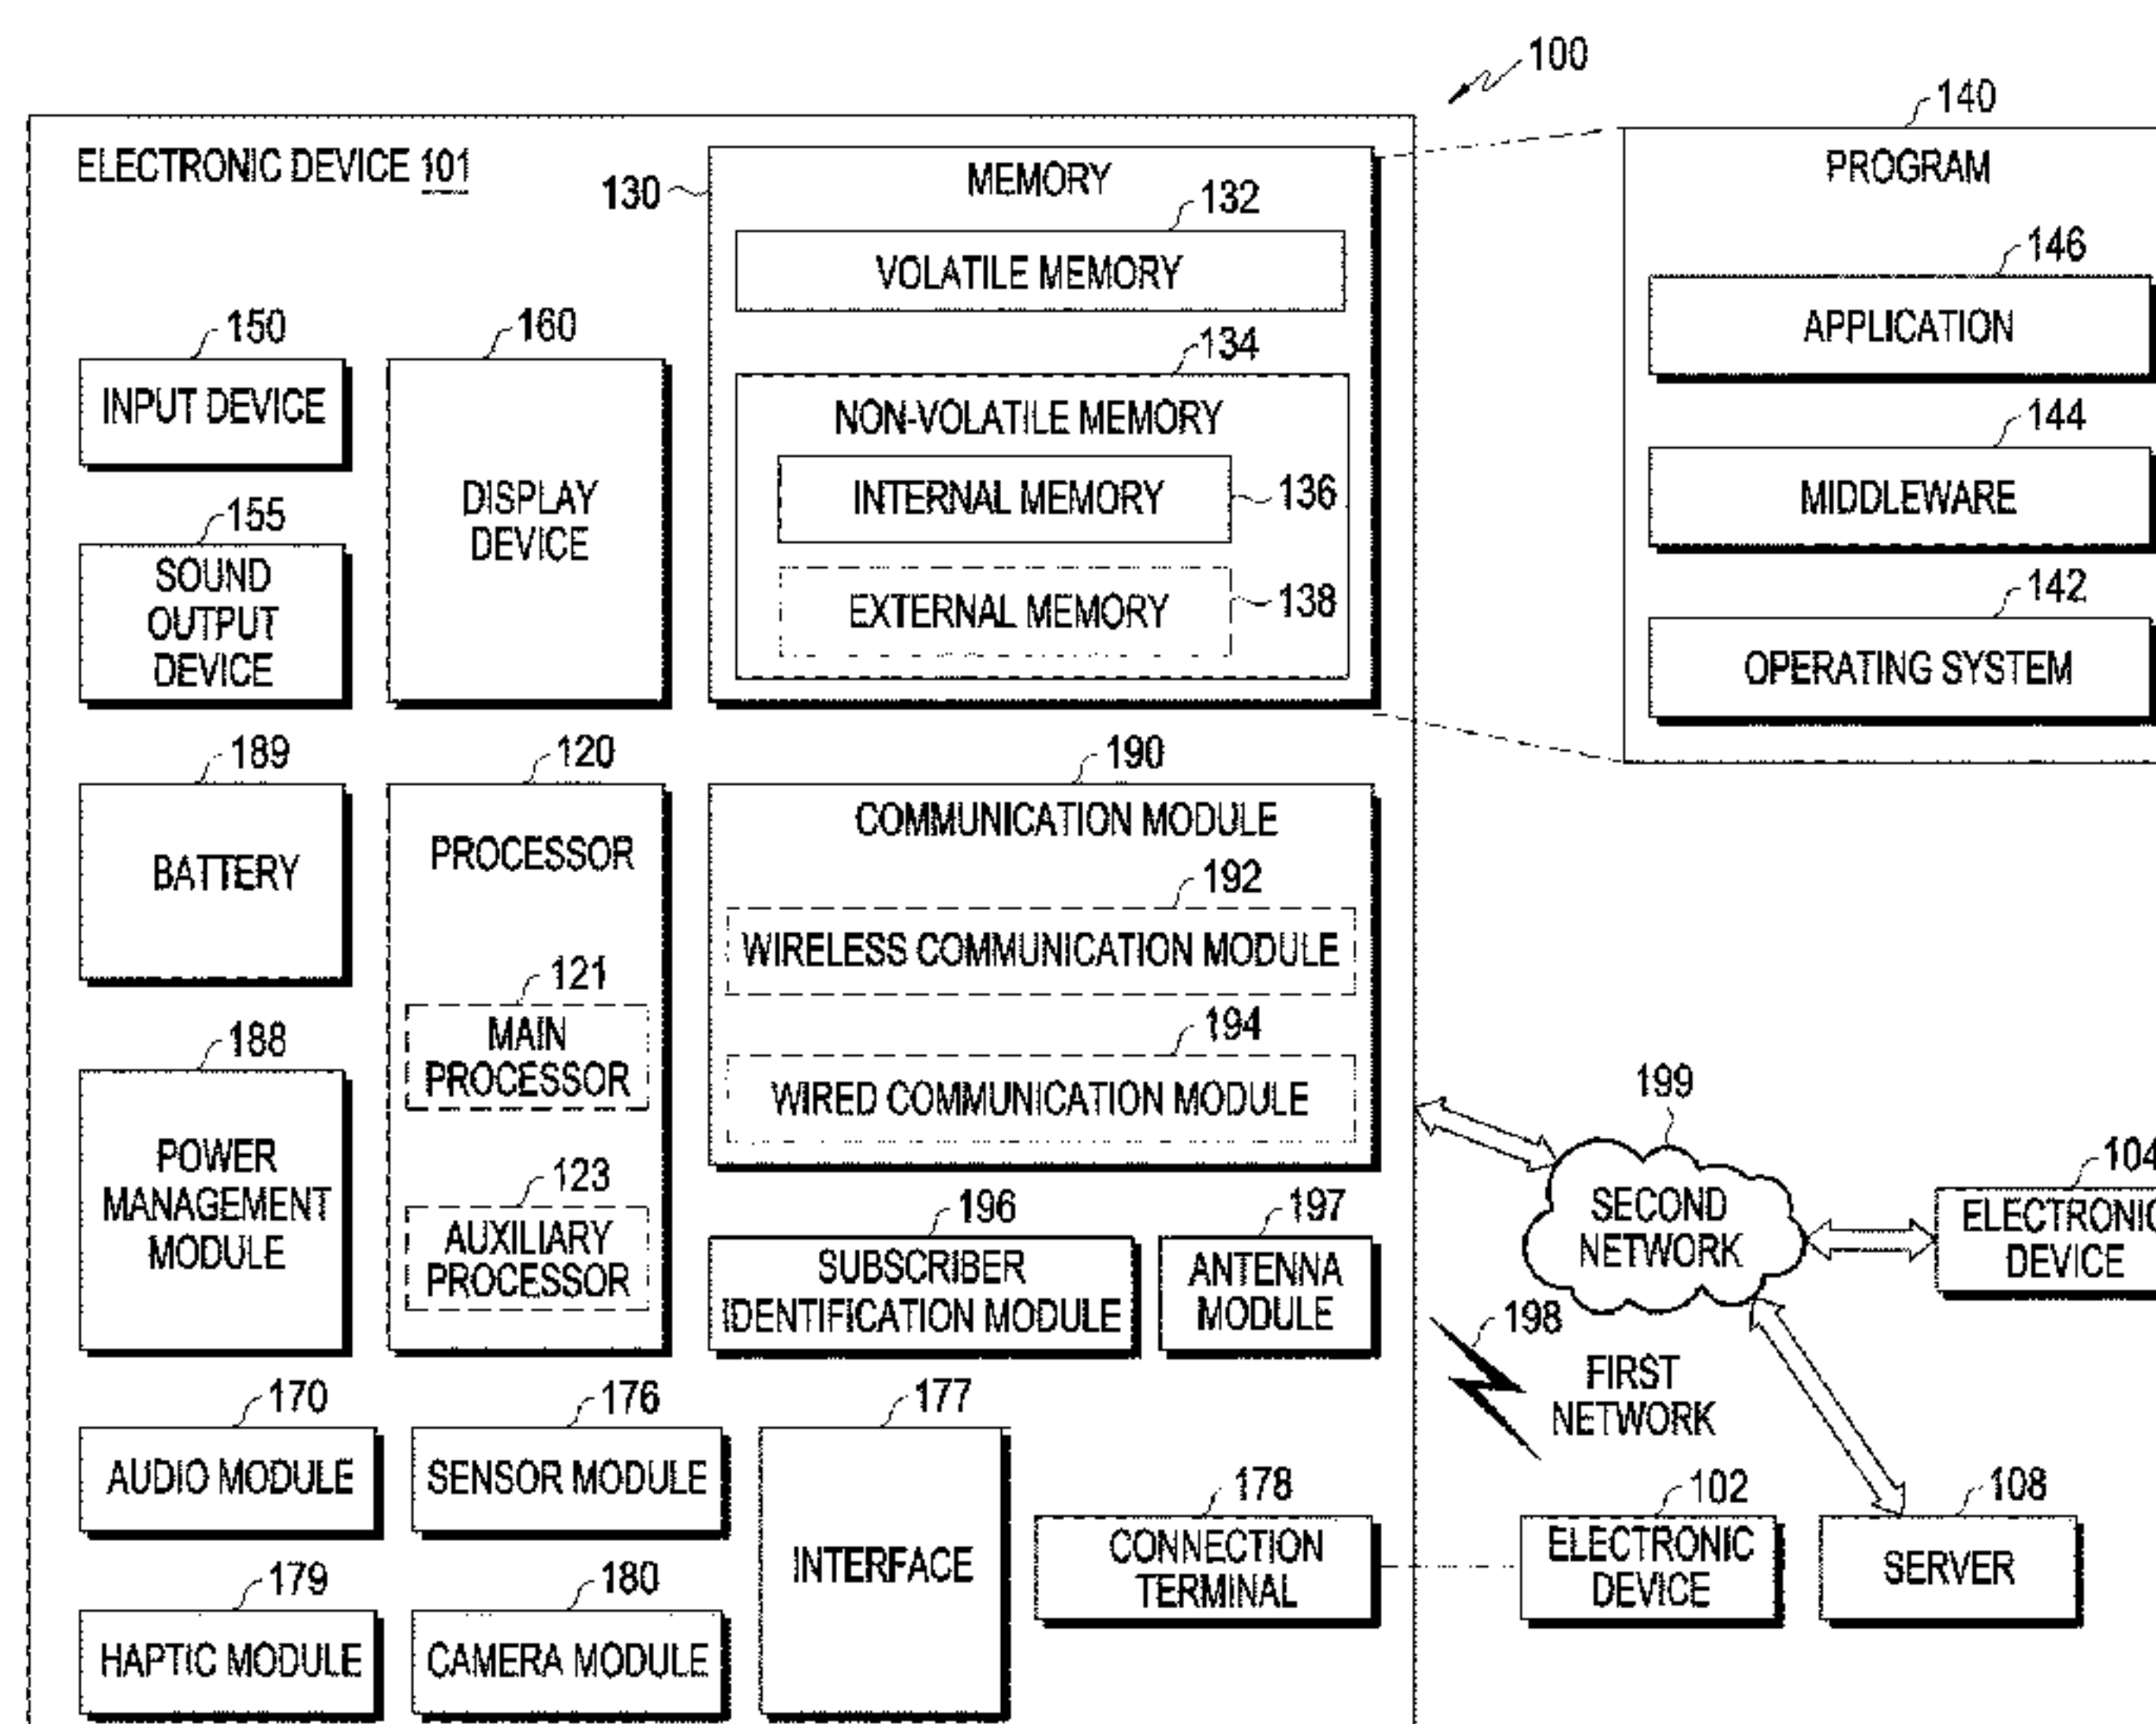 100
140
ELECTRONIC DEVICE 101
130
MEMORY
132
VOLATILE MEMORY
134
NON-VOLATILE MEMORY
INTERNAL MEMORY
136
EXTERNAL MEMORY
138
PROGRAM
146
APPLICATION
144
MIDDLEWARE
142
OPERATING SYSTEM
150
INPUT DEVICE
160
DISPLAY
DEVICE
155
SOUND
OUTPUT
DEVICE
189
BATTERY
120
PROCESSOR
121
MAIN
PROCESSOR
123
AUXILIARY
PROCESSOR
190
COMMUNICATION MODULE
192
WIRELESS COMMUNICATION MODULE
194
WIRED COMMUNICATION MODULE
188
POWER
MANAGEMENT
MODULE
196
SUBSCRIBER
IDENTIFICATION MODULE
197
ANTENNA
MODULE
199
SECOND
NETWORK
104
ELECTRONIC
DEVICE
198
FIRST
NETWORK
170
AUDIO MODULE
176
SENSOR MODULE
177
INTERFACE
178
CONNECTION
TERMINAL
102
ELECTRONIC
DEVICE
108
SERVER
179
HAPTIC MODULE
180
CAMERA MODULE